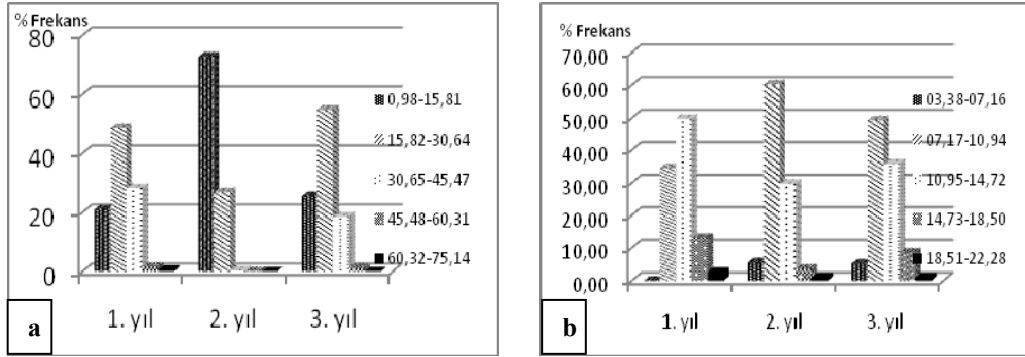 % Frekans
80
60
40
20
0
1. yıl
2. yıl
3. yıl
0,98-15,81
15,82-30,64
30,65-45,47
45,48-60,31
60,32-75,14
a
% Frekans
70,00
60,00
50,00
40,00
30,00
20,00
10,00
0,00
1. yıl
2. yıl
3. yıl
03,38-07,16
07,17-10,94
10,95-14,72
14,73-18,50
18,51-22,28
b